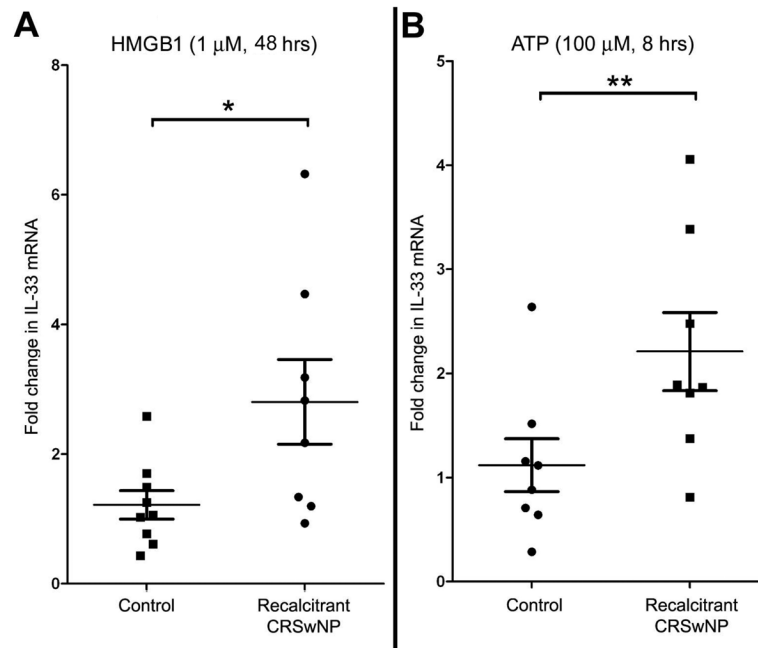 A
HMGB1 (1 μM, 48 hrs)
8
6
4
2
0
Fold change in IL-33 mRNA
*
Control
Recalcitrant
CRSwNP
B
ATP (100 μM, 8 hrs)
5
4
3
2
1
0
Fold change in IL-33 mRNA
**
Control
Recalcitrant
CRSwNP